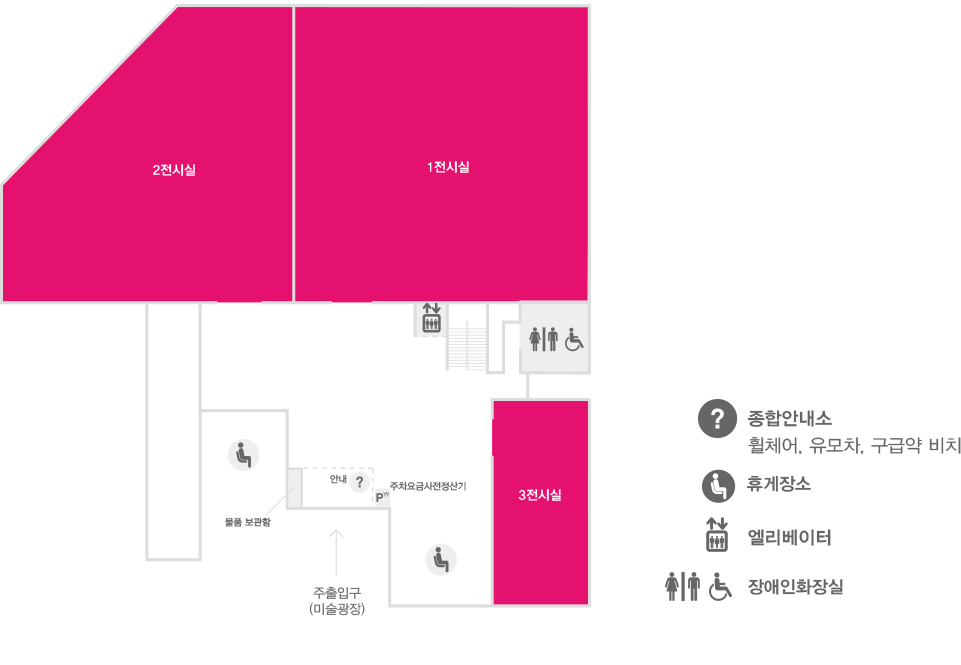 2전시실
1전시실
3전시실
안내
?
주차요금사전정산기
P₩
물품 보관함
주출입구
(미술광장)
?
종합안내소
휠체어, 유모차, 구급약 비치
휴게장소
엘리베이터
장애인화장실